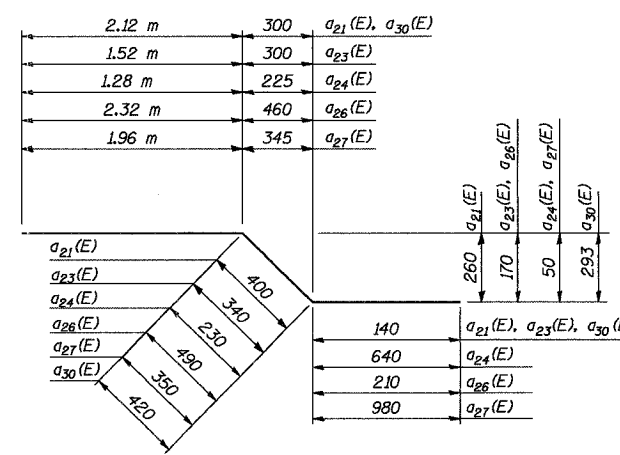 2.12 m 300 a21(E), a30(E)
1.52 m 300 a23(E)
1.28 m 225 a24(E)
2.32 m 460 a26(E)
1.96 m 345 a27(E)
a21(E)
a23(E), a26(E)
a24(E), a27(E)
a30(E)
260
170
50
293
a21(E)
a23(E)
a24(E)
a26(E)
a27(E)
a30(E)
400
340
230
490
350
420
140 a21(E), a23(E), a30(E
640 a24(E)
210 a26(E)
980 a27(E)